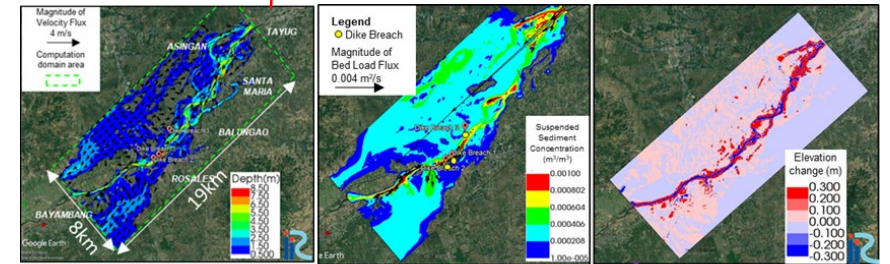 Magnitude of
Velocity Flux
4 m/s
Computation
domain area
TAYUG
ASINGAN
SANTA
MARIA
BALUNGAO
Dike Breach
ROSALES
BAYAMBANG
8km
19km
Depth(m)
8.50
7.50
6.50
5.50
4.50
3.50
2.50
1.50
0.500
Google Earth
Legend
Dike Breach
Magnitude of
Bed Load Flux
0.004 m²/s
Dike Breach
Dike Breach
Suspended
Sediment
Concentration
(m³/m³)
0.00100
0.000802
0.000604
0.000406
0.000208
1.00e-005
e Earth
Elevation
change (m)
0.300
0.200
0.100
0.000
-0.100
-0.200
-0.300